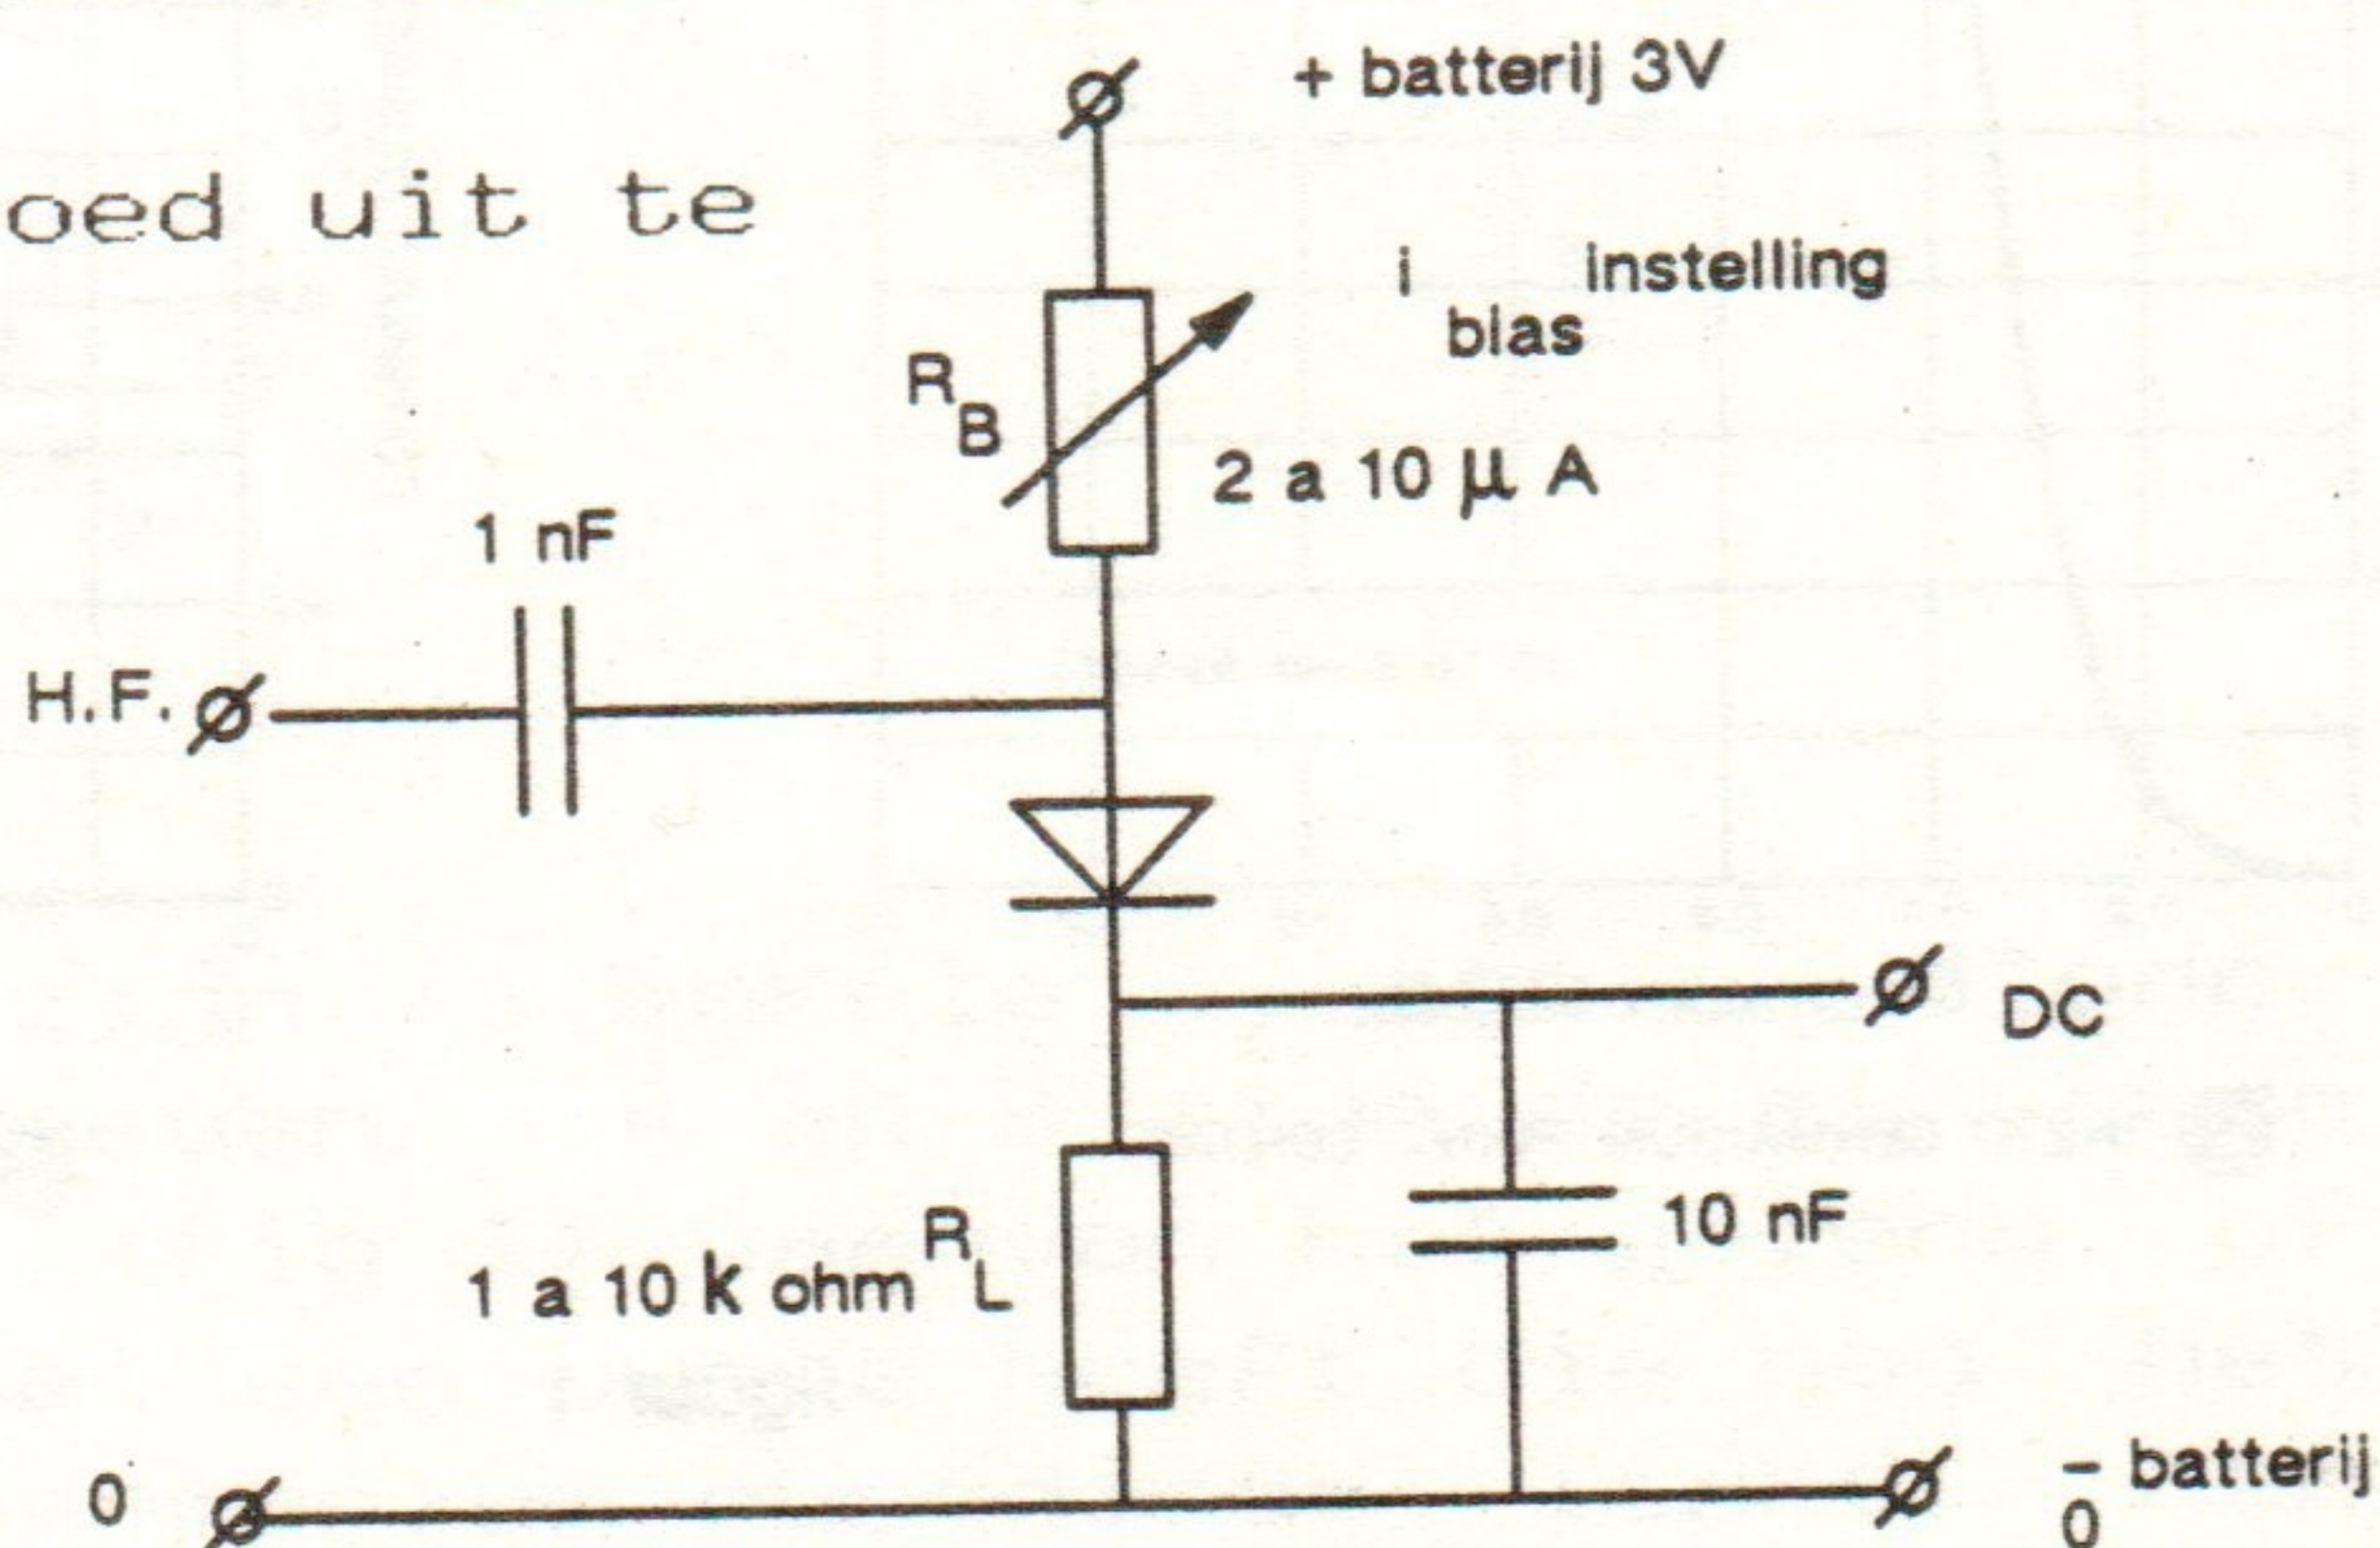 + batterij 3V
oed uit te
i bias instelling
R B
2 a 10 µ A
1 nF
H.F.
DC
R L
10 nF
1 a 10 k ohm
0
- batterij
0